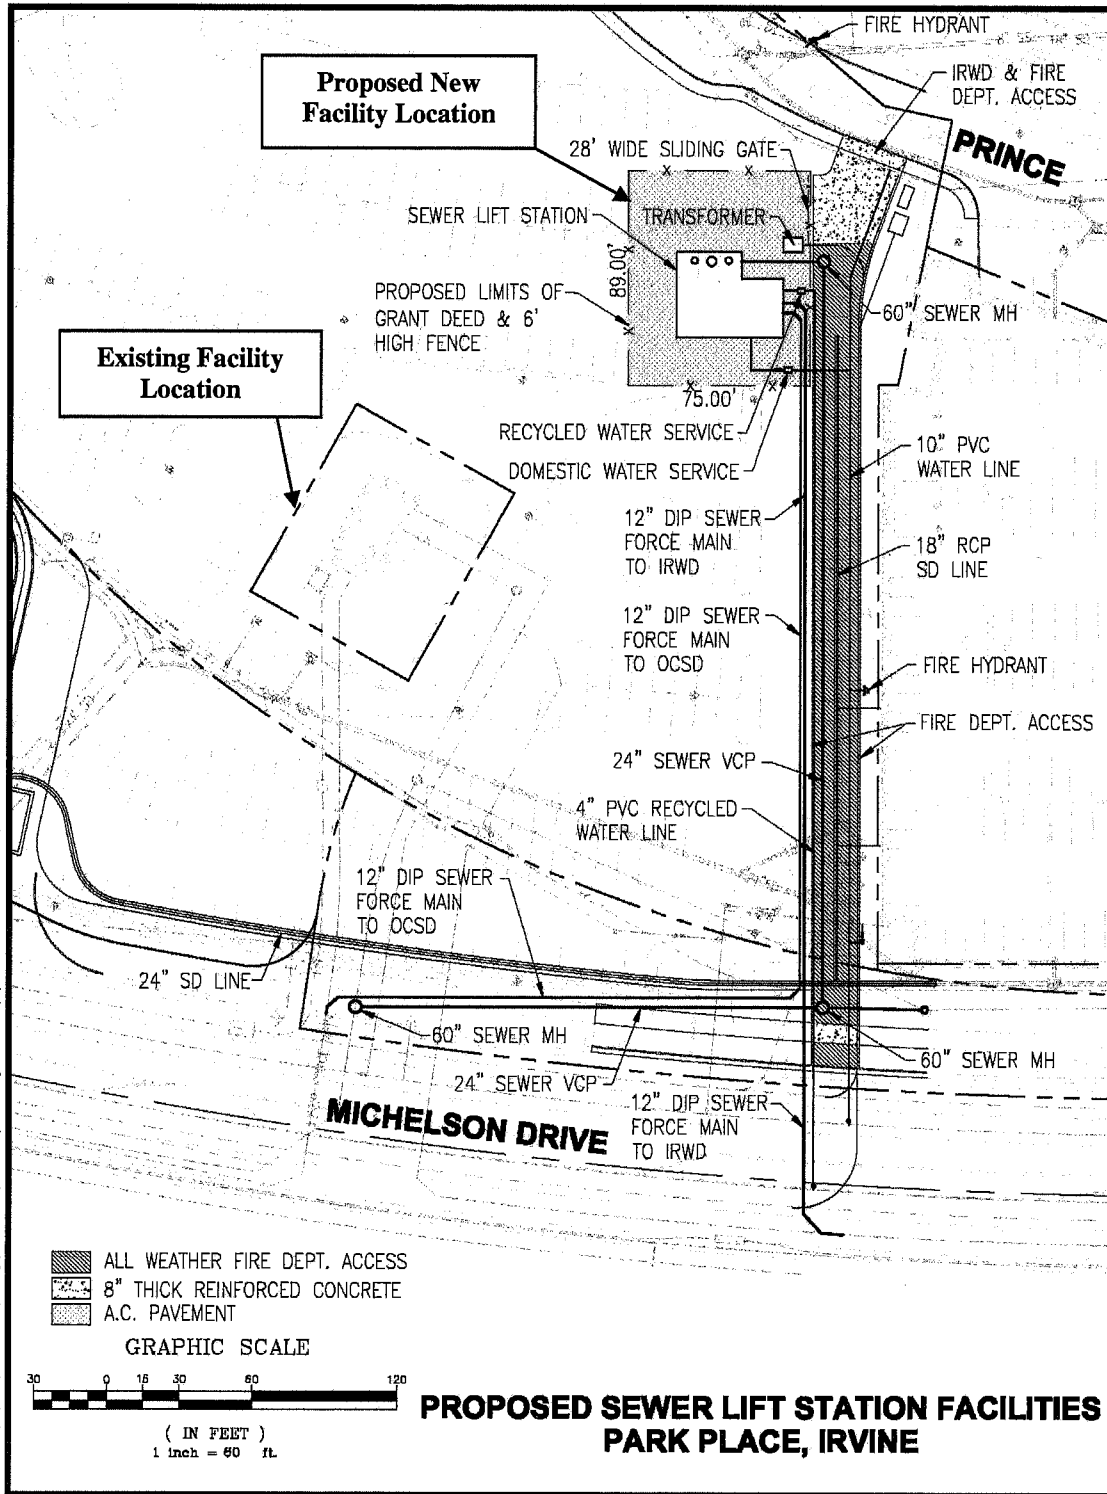 FIRE HYDRANT
IRWD & FIRE
DEPT. ACCESS
PRINCE
Proposed New
Facility Location
28' WIDE SLIDING GATE
SEWER LIFT STATION
TRANSFORMER
89.00'
PROPOSED LIMITS OF
GRANT DEED & 6'
HIGH FENCE
60" SEWER MH
Existing Facility
Location
75.00'
RECYCLED WATER SERVICE
DOMESTIC WATER SERVICE
10" PVC
WATER LINE
12" DIP SEWER
FORCE MAIN
TO IRWD
18" RCP
SD LINE
12" DIP SEWER
FORCE MAIN
TO OCSD
FIRE HYDRANT
FIRE DEPT. ACCESS
24" SEWER VCP
4" PVC RECYCLED
WATER LINE
12" DIP SEWER
FORCE MAIN
TO OCSD
24" SD LINE
60" SEWER MH
60" SEWER MH
24" SEWER VCP
12" DIP SEWER
FORCE MAIN
TO IRWD
MICHELSON DRIVE
ALL WEATHER FIRE DEPT. ACCESS
8" THICK REINFORCED CONCRETE
A.C. PAVEMENT
GRAPHIC SCALE
30 0 15 30 60 120
( IN FEET )
1 inch = 60 ft.
PROPOSED SEWER LIFT STATION FACILITIES
PARK PLACE, IRVINE